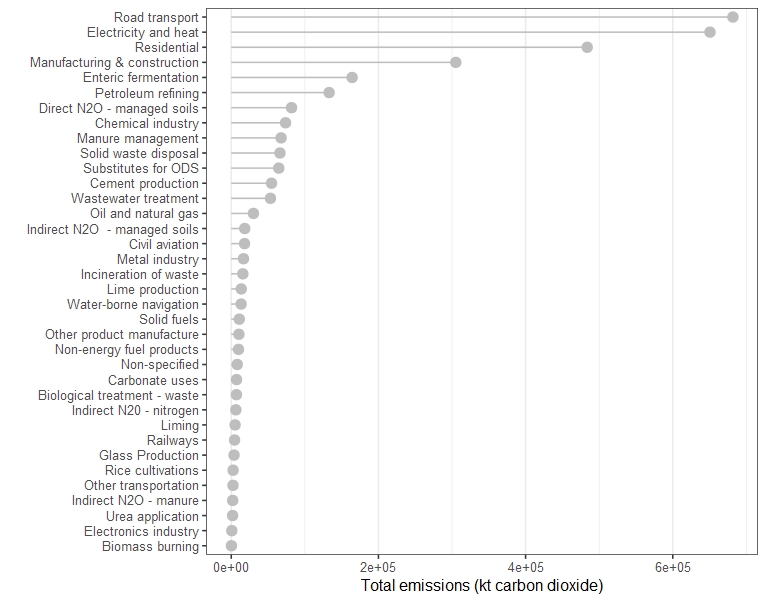 Road transport
Electricity and heat
Residential
Manufacturing & construction
Enteric fermentation
Petroleum refining
Direct N2O - managed soils
Chemical industry
Manure management
Solid waste disposal
Substitutes for ODS
Cement production
Wastewater treatment
Oil and natural gas
Indirect N2O  - managed soils
Civil aviation
Metal industry
Incineration of waste
Lime production
Water-borne navigation
Solid fuels
Other product manufacture
Non-energy fuel products
Non-specified
Carbonate uses
Biological treatment - waste
Indirect N20 - nitrogen
Liming
Railways
Glass Production
Rice cultivations
Other transportation
Indirect N2O - manure
Urea application
Electronics industry
Biomass burning
0e+00 2e+05 4e+05 6e+05
Total emissions (kt carbon dioxide)